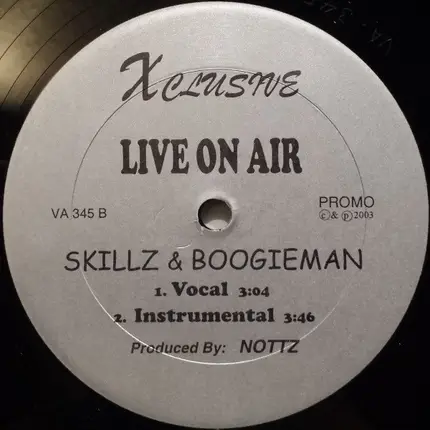 Xclusive
LIVE ON AIR
VA 345 B
PROMO
©& ℗2003
SKILLZ & BOOGIEMAN
1. Vocal 3:04
2. Instrumental 3:46
Produced By: NOTTZ